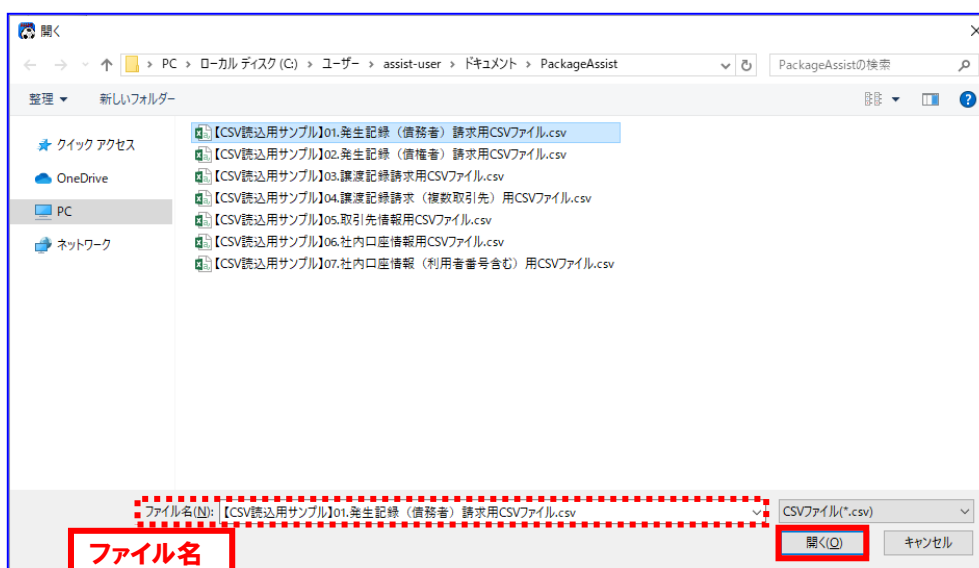 開く
PC › ローカル ディスク (C:) › ユーザー › assist-user › ドキュメント › PackageAssist
PackageAssistの検索
整理 新しいフォルダー
クイック アクセス
OneDrive
PC
ネットワーク
【CSV読込用サンプル】01.発生記録（債務者）請求用CSVファイル.csv
【CSV読込用サンプル】02.発生記録（債権者）請求用CSVファイル.csv
【CSV読込用サンプル】03.譲渡記録請求用CSVファイル.csv
【CSV読込用サンプル】04.譲渡記録請求（複数取引先）用CSVファイル.csv
【CSV読込用サンプル】05.取引先情報用CSVファイル.csv
【CSV読込用サンプル】06.社内口座情報用CSVファイル.csv
【CSV読込用サンプル】07.社内口座情報（利用者番号含む）用CSVファイル.csv
ファイル名(N): 【CSV読込用サンプル】01.発生記録（債務者）請求用CSVファイル.csv
CSVファイル(*.csv)
開く(O) キャンセル
ファイル名